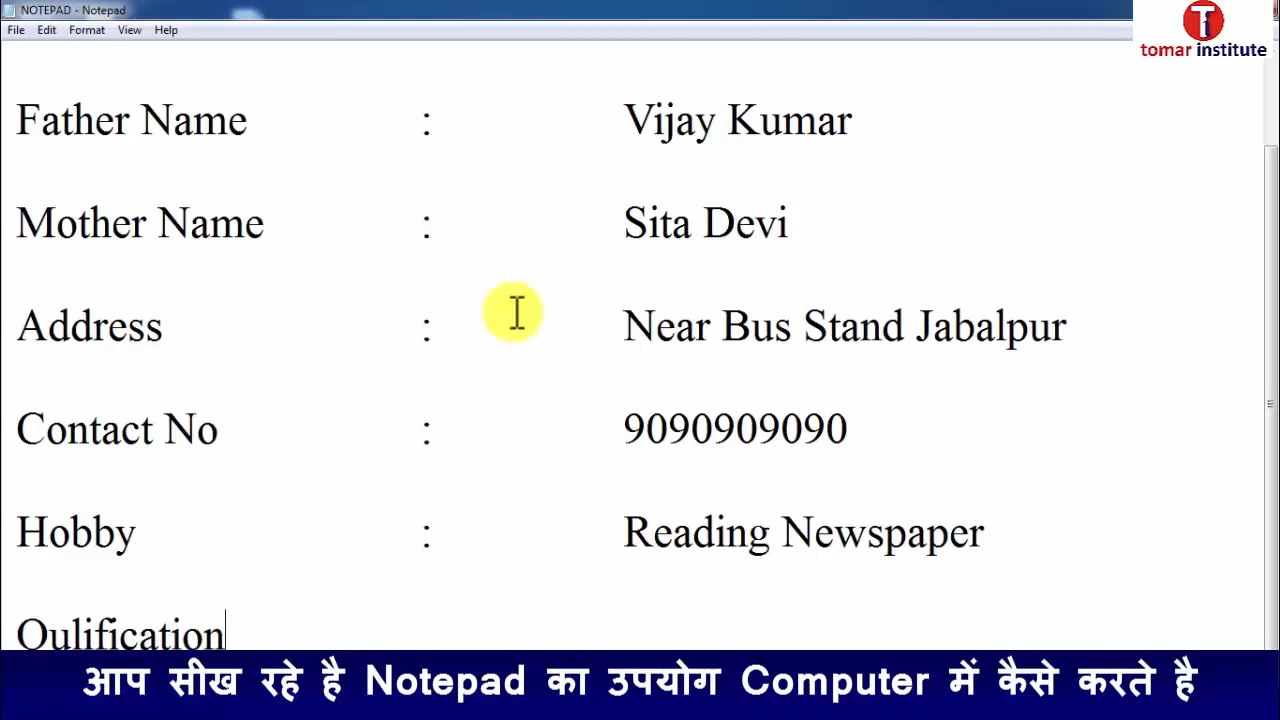 NOTEPAD - Notepad
File Edit Format View Help
tomar institute
Father Name : Vijay Kumar
Mother Name : Sita Devi
Address : Near Bus Stand Jabalpur
Contact No : 9090909090
Hobby : Reading Newspaper
Qulification
आप सीख रहे है Notepad का उपयोग Computer में कैसे करते है